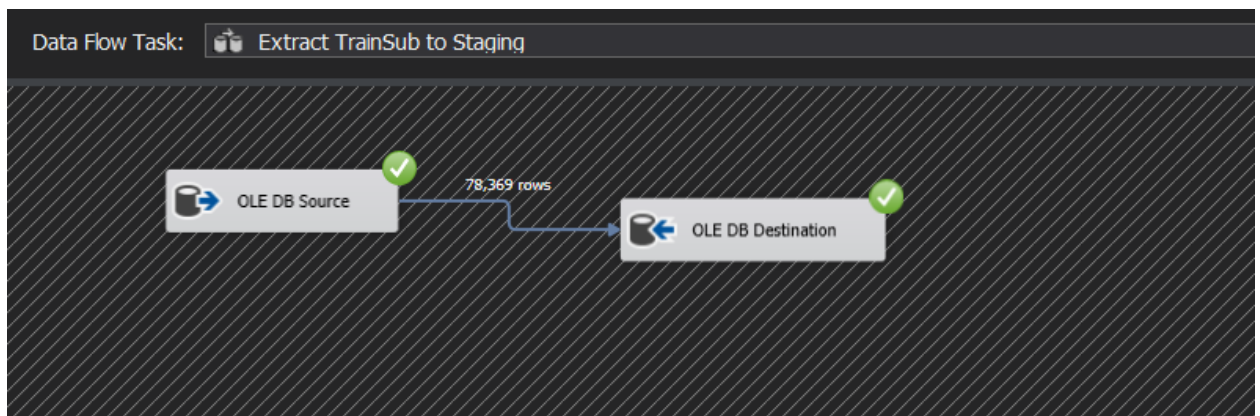 Data Flow Task: Extract TrainSub to Staging
OLE DB Source
78,369 rows
OLE DB Destination